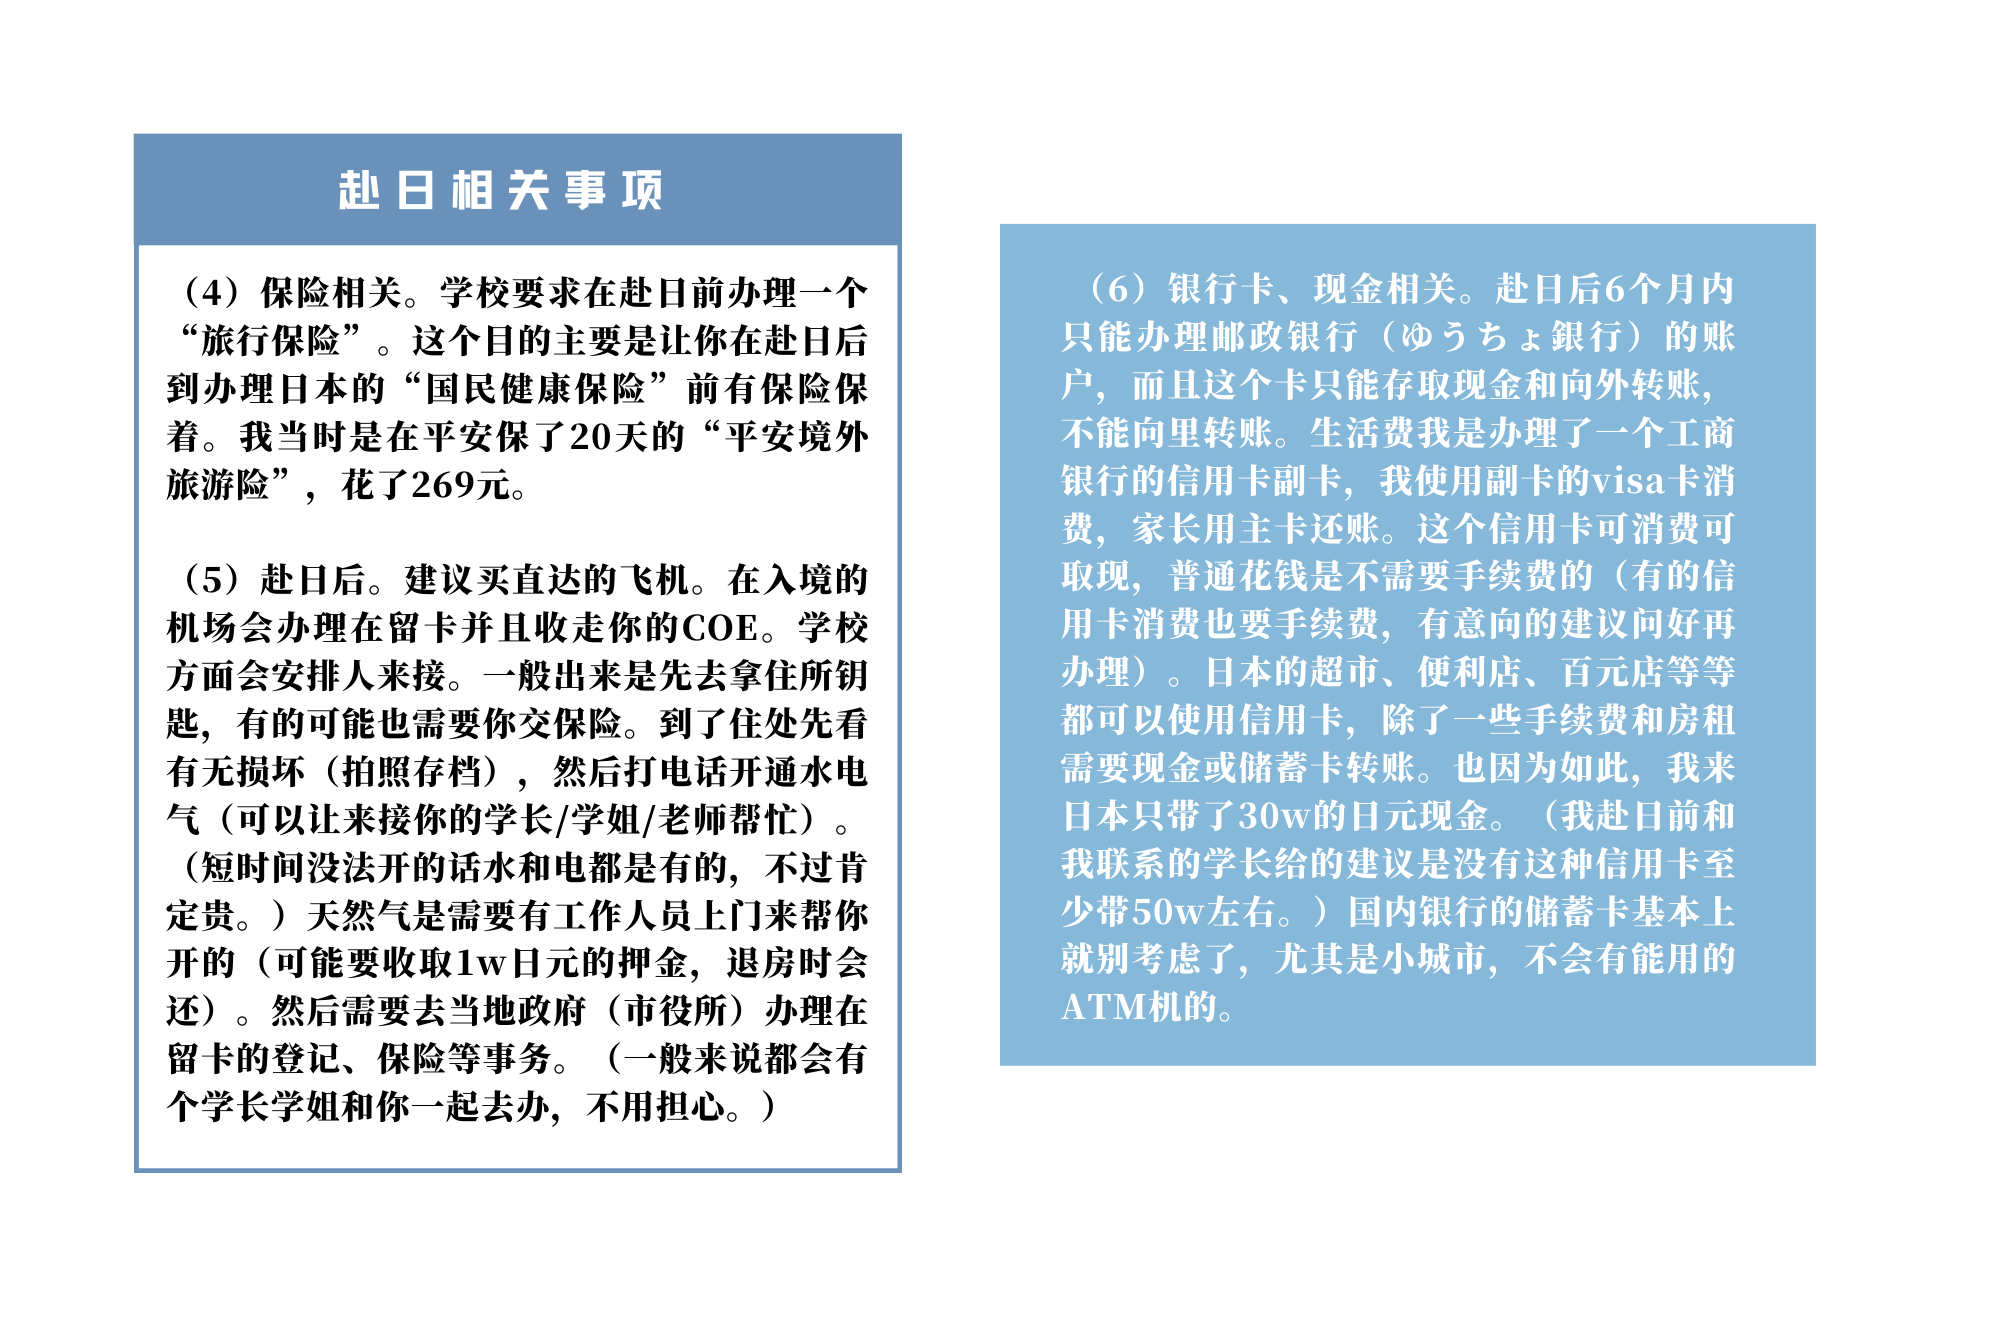 赴日相关事项
（4）保险相关。学校要求在赴日前办理一个
“旅行保险”。这个目的主要是让你在赴日后
到办理日本的“国民健康保险”前有保险保
着。我当时是在平安保了20天的“平安境外
旅游险”，花了269元。
（5）赴日后。建议买直达的飞机。在入境的
机场会办理在留卡并且收走你的COE。学校
方面会安排人来接。一般出来是先去拿住所钥
匙，有的可能也需要你交保险。到了住处先看
有无损坏（拍照存档），然后打电话开通水电
气（可以让来接你的学长/学姐/老师帮忙）。
（短时间没法开的话水和电都是有的，不过肯
定贵。）天然气是需要有工作人员上门来帮你
开的（可能要收取1w日元的押金，退房时会
还）。然后需要去当地政府（市役所）办理在
留卡的登记、保险等事务。（一般来说都会有
个学长学姐和你一起去办，不用担心。）
（6）银行卡、现金相关。赴日后6个月内
只能办理邮政银行（ゆうちょ銀行）的账
户，而且这个卡只能存取现金和向外转账，
不能向里转账。生活费我是办理了一个工商
银行的信用卡副卡，我使用副卡的visa卡消
费，家长用主卡还账。这个信用卡可消费可
取现，普通花钱是不需要手续费的（有的信
用卡消费也要手续费，有意向的建议问好再
办理）。日本的超市、便利店、百元店等等
都可以使用信用卡，除了一些手续费和房租
需要现金或储蓄卡转账。也因为如此，我来
日本只带了30w的日元现金。（我赴日前和
我联系的学长给的建议是没有这种信用卡至
少带50w左右。）国内银行的储蓄卡基本上
就别考虑了，尤其是小城市，不会有能用的
ATM机的。